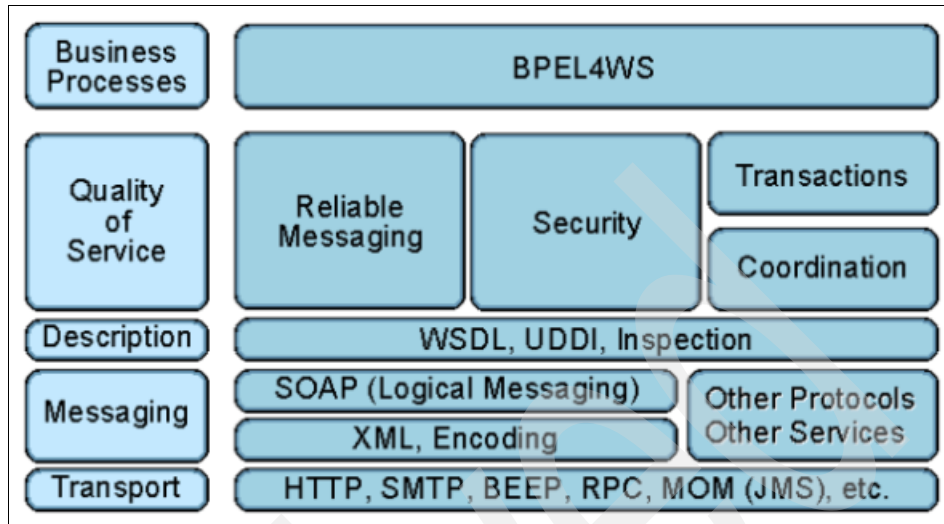 Business
Processes
BPEL4WS
Quality
of
Service
Reliable
Messaging
Security
Transactions
Coordination
Description
WSDL, UDDI, Inspection
Messaging
SOAP (Logical Messaging)
XML, Encoding
Other Protocols
Other Services
Transport
HTTP, SMTP, BEEP, RPC, MOM (JMS), etc.